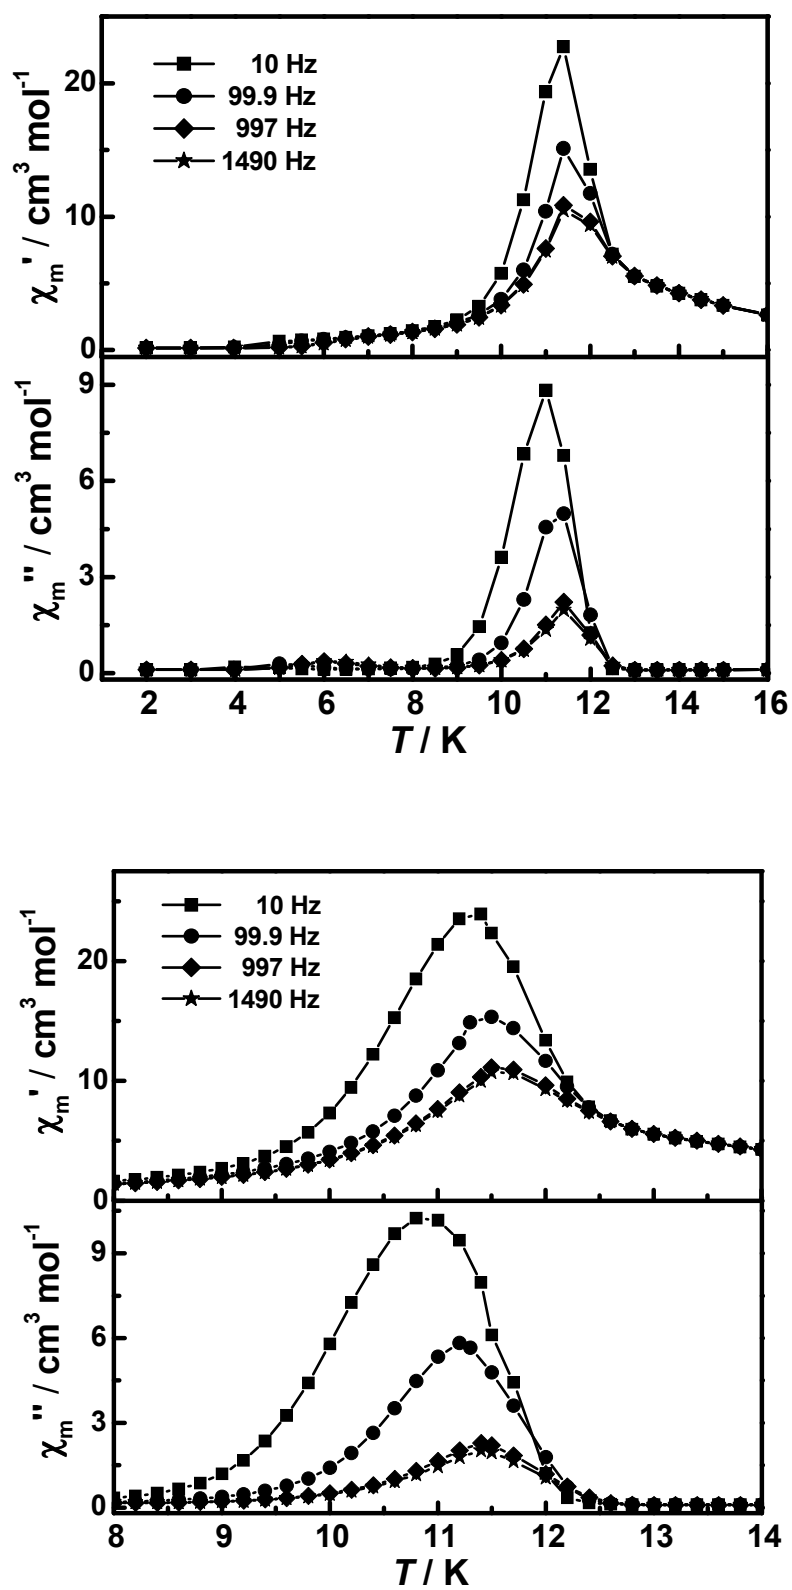 10 Hz
99.9 Hz
997 Hz
1490 Hz
20
10
0
χm' / cm³ mol⁻¹
9
6
3
0
χm'' / cm³ mol⁻¹
2 4 6 8 10 12 14 16
T / K
10 Hz
99.9 Hz
997 Hz
1490 Hz
20
10
0
χm' / cm³ mol⁻¹
9
6
3
0
χm'' / cm³ mol⁻¹
8 9 10 11 12 13 14
T / K